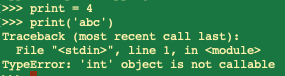 >>> print = 4
>>> print('abc')
Traceback (most recent call last):
  File "<stdin>", line 1, in <module>
TypeError: 'int' object is not callable
>>>